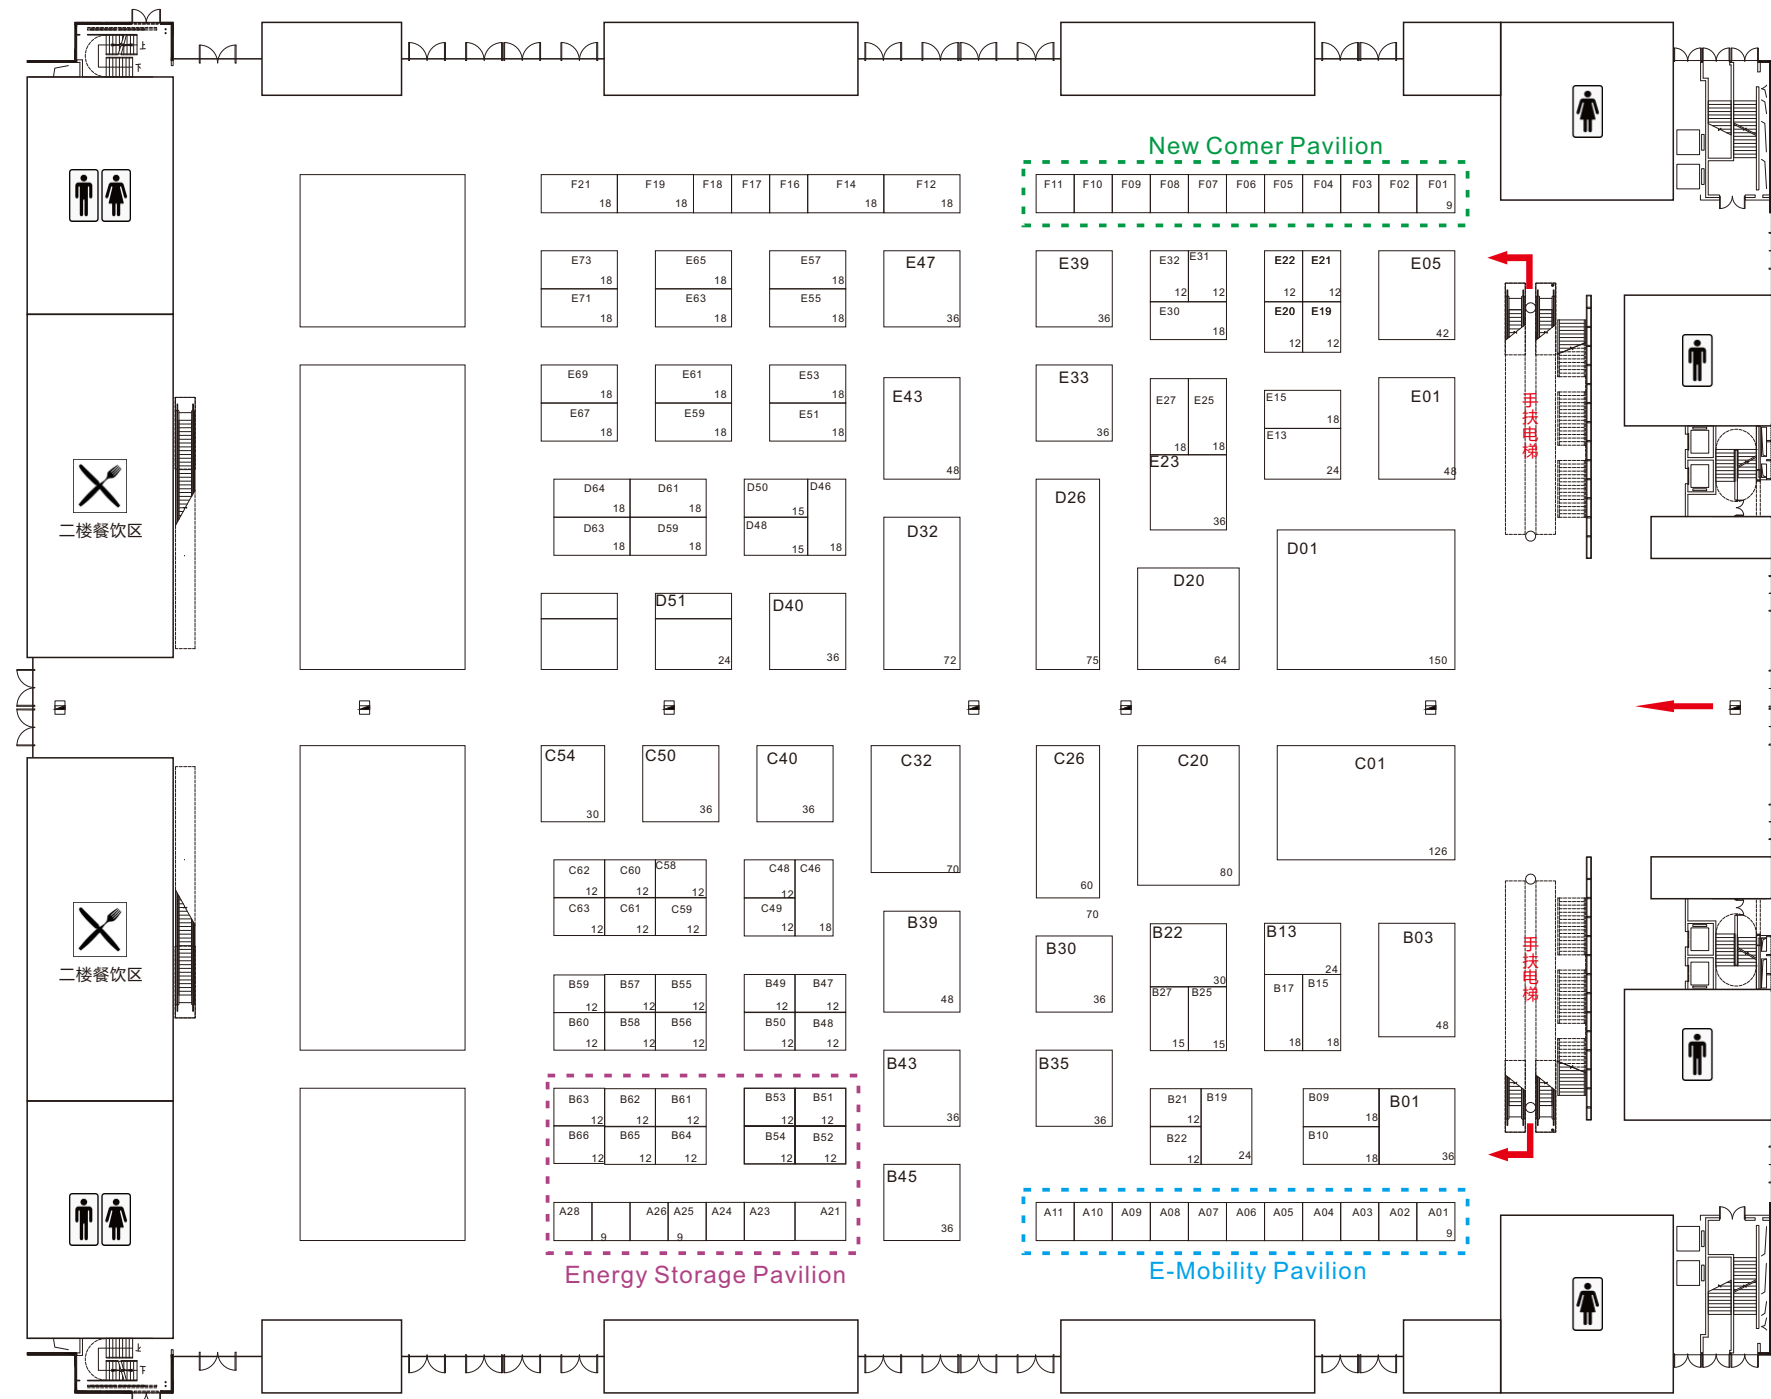 上
下
New Comer Pavilion
F21 F19 F18 F17 F16 F14 F12
18 18 18 18
F11 F10 F09 F08 F07 F06 F05 F04 F03 F02 F01
9
E73 E65 E57 E47 E39 E32 E31 E22 E21 E05
18 18 18 12 12 12 12
E71 E63 E55 E30 E20 E19
18 18 18 36 36 18 12 12 42
E69 E61 E53 E43 E33 E27 E25 E15 E01
18 18 18 18
E67 E59 E51 E13
18 18 18 36 18 18
手扶电梯
E23
48 24 48
D64 D61 D50 D46 D26
18 18 15
D63 D59 D48 D32
18 18 15 18 36
D01
二楼餐饮区
D51 D40 D20
24 36 72 75 64 150
C54 C50 C40 C32 C26 C20 C01
30 36 36
126
C62 C60 C58 C48 C46 70 60 80
12 12 12 12
C63 C61 C59 C49
12 12 12 12 18
70
B39 B30 B22 B13 B03
30 24
手扶电梯
二楼餐饮区
B59 B57 B55 B49 B47 B27 B25 B17 B15
12 12 12 12 12 48 36
B60 B58 B56 B50 B48
12 12 12 12 12 15 15 18 18 48
B43 B35
B63 B62 B61 B53 B51 B21 B19 B09 B01
12 12 12 12 12 36 36 12 18
B66 B65 B64 B54 B52 B22 B10
12 12 12 12 12 12 24 18 36
B45
36
A28 A26 A25 A24 A23 A21
9 9
A11 A10 A09 A08 A07 A06 A05 A04 A03 A02 A01
9
Energy Storage Pavilion
E-Mobility Pavilion
上
下